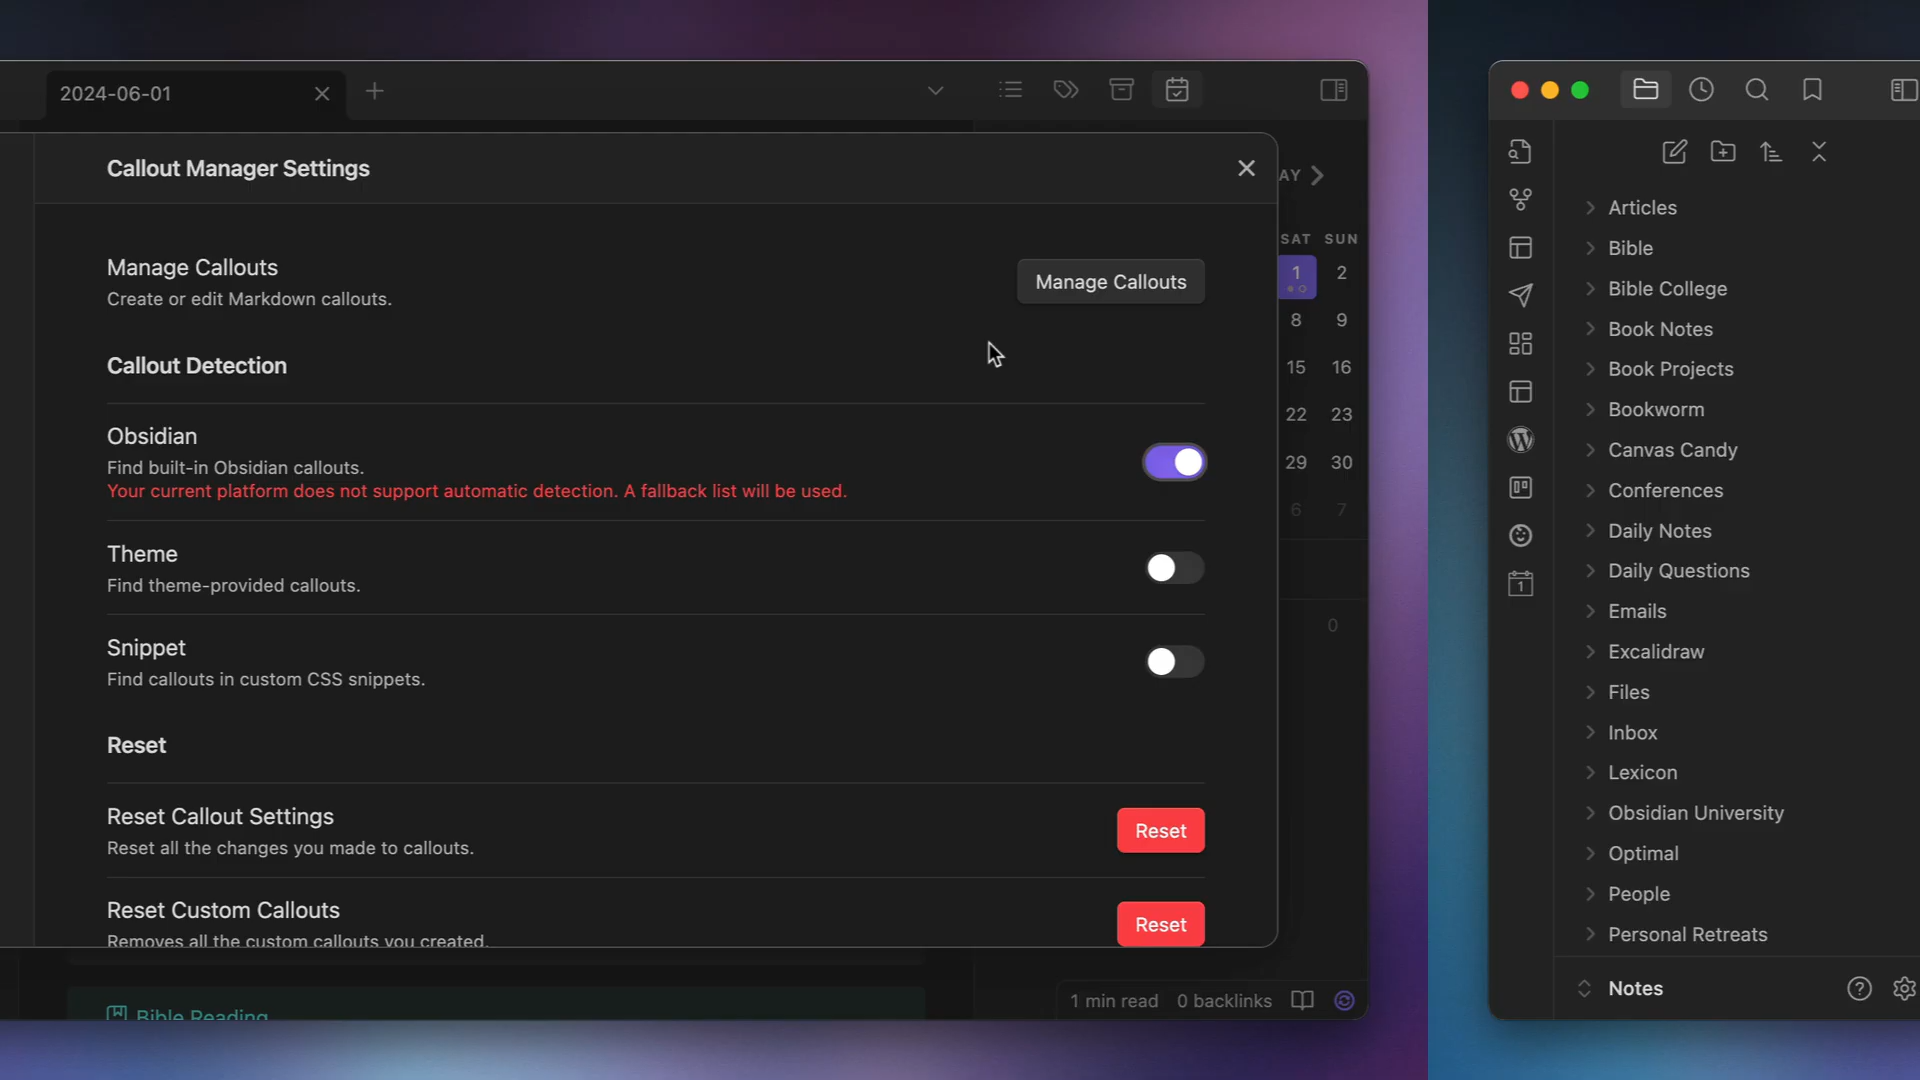 2024-06-01
Callout Manager Settings
Manage Callouts
Create or edit Markdown callouts.
Manage Callouts
Callout Detection
Obsidian
Find built-in Obsidian callouts.
Your current platform does not support automatic detection. A fallback list will be used.
Theme
Find theme-provided callouts.
Snippet
Find callouts in custom CSS snippets.
Reset
Reset Callout Settings
Reset all the changes you made to callouts.
Reset
Reset Custom Callouts
Removes all the custom callouts you created.
Reset
Bible Reading
AY
SAT SUN
1 2
8 9
15 16
22 23
29 30
6 7
0
1 min read 0 backlinks
Articles
Bible
Bible College
Book Notes
Book Projects
Bookworm
Canvas Candy
Conferences
Daily Notes
Daily Questions
Emails
Excalidraw
Files
Inbox
Lexicon
Obsidian University
Optimal
People
Personal Retreats
Notes
1